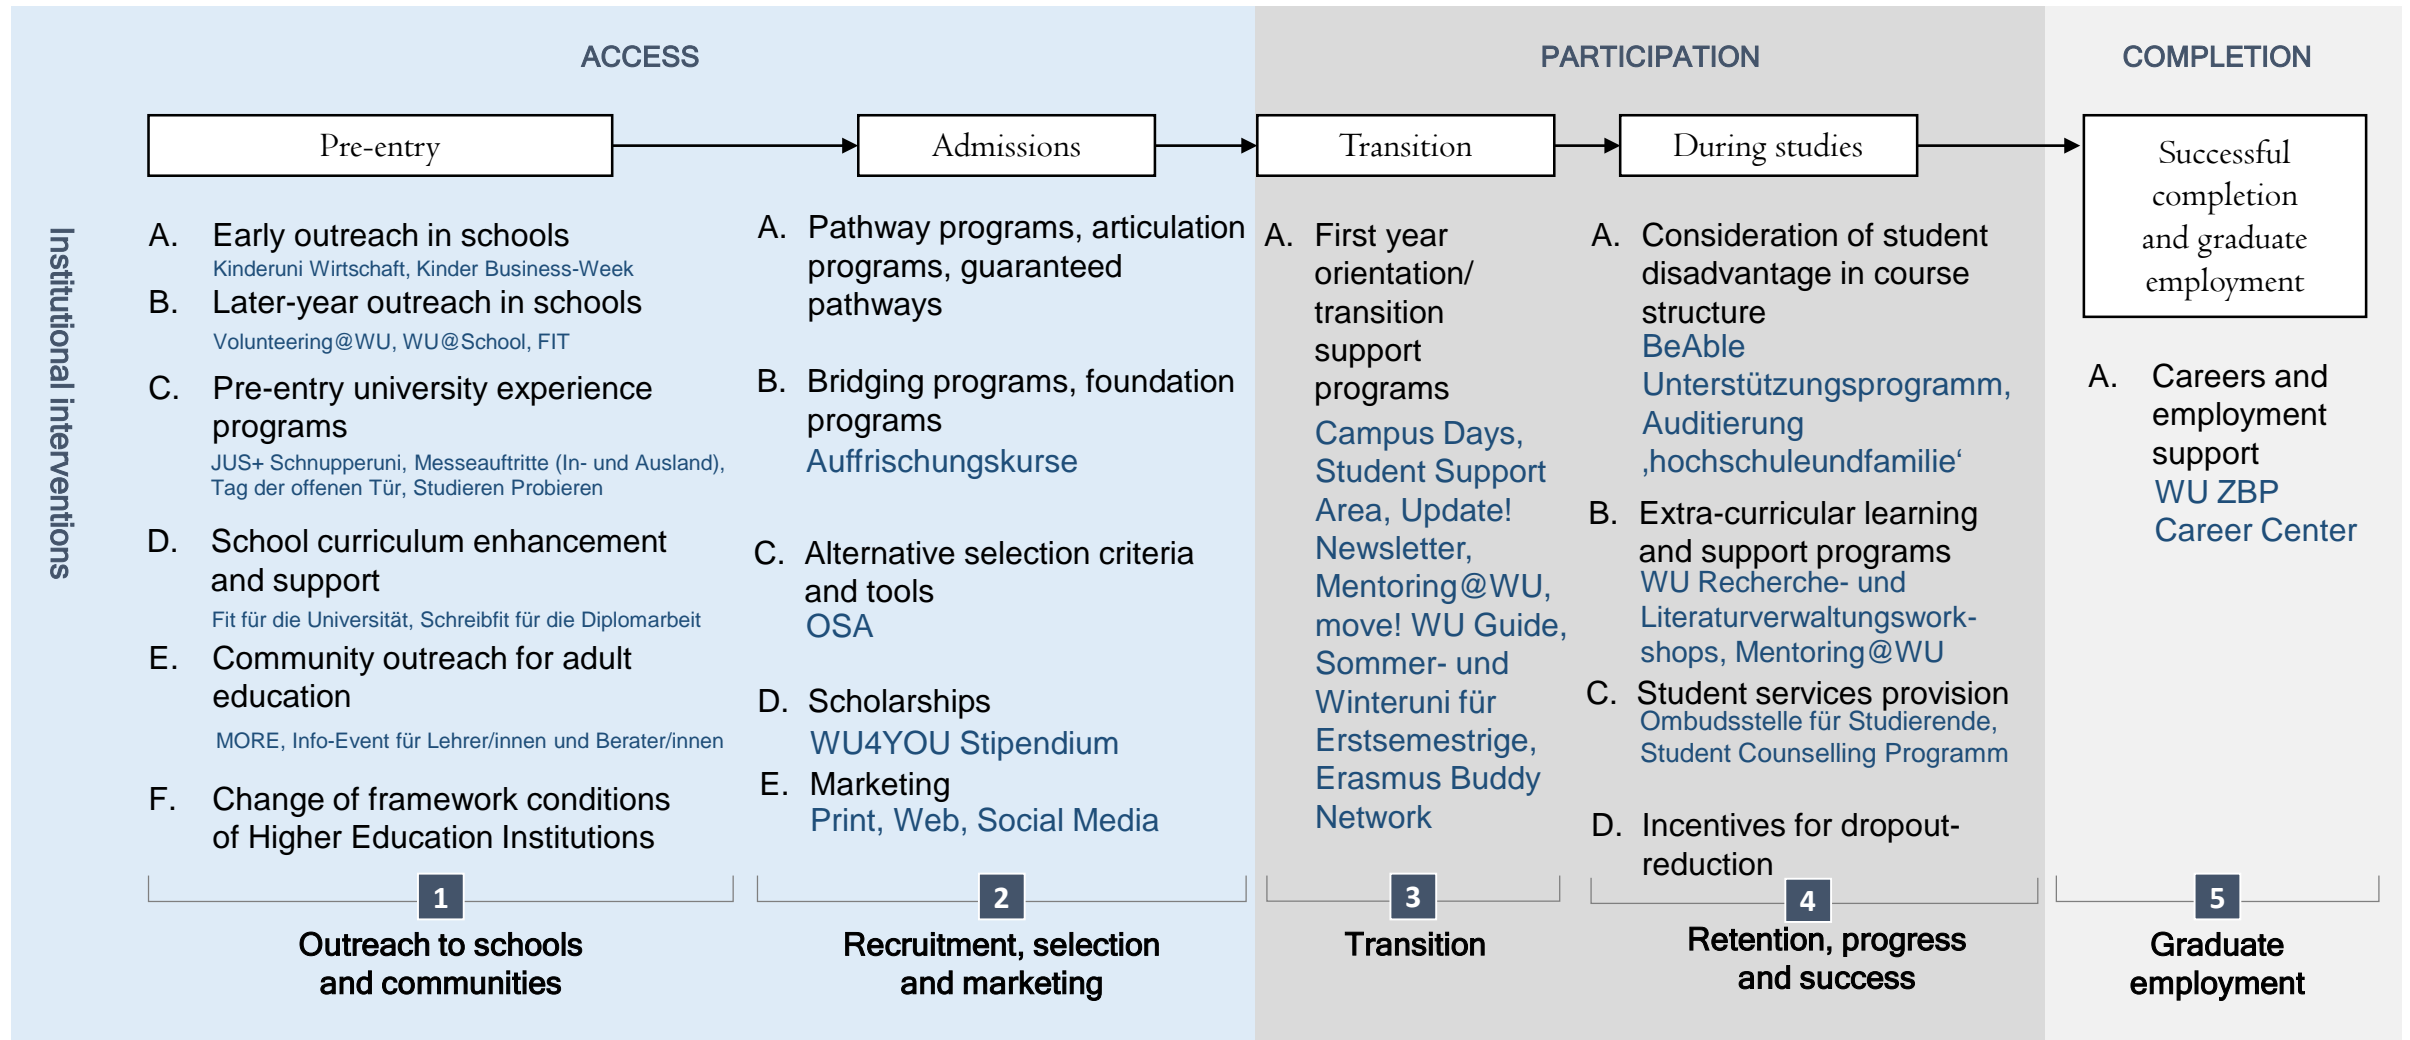 ACCESS
PARTICIPATION
COMPLETION
Pre-entry
Admissions
Transition
During studies
Successful
completion
and graduate
employment
Institutional interventions
A. Early outreach in schools
Kinderuni Wirtschaft, Kinder Business-Week
B. Later-year outreach in schools
Volunteering@WU, WU@School, FIT
C. Pre-entry university experience
programs
JUS+ Schnupperuni, Messeauftritte (In- und Ausland),
Tag der offenen Tür, Studieren Probieren
D. School curriculum enhancement
and support
Fit für die Universität, Schreibfit für die Diplomarbeit
E. Community outreach for adult
education
MORE, Info-Event für Lehrer/innen und Berater/innen
F. Change of framework conditions
of Higher Education Institutions
1
Outreach to schools
and communities
A. Pathway programs, articulation
programs, guaranteed
pathways
B. Bridging programs, foundation
programs
Auffrischungskurse
C. Alternative selection criteria
and tools
OSA
D. Scholarships
WU4YOU Stipendium
E. Marketing
Print, Web, Social Media
2
Recruitment, selection
and marketing
A. First year
orientation/
transition
support
programs
Campus Days,
Student Support
Area, Update!
Newsletter,
Mentoring@WU,
move! WU Guide,
Sommer- und
Winteruni für
Erstsemestrige,
Erasmus Buddy
Network
3
Transition
A. Consideration of student
disadvantage in course
structure
BeAble
Unterstützungsprogramm,
Auditierung
‚hochschuleundfamilie‘
B. Extra-curricular learning
and support programs
WU Recherche- und
Literaturverwaltungswork-
shops, Mentoring@WU
C. Student services provision
Ombudsstelle für Studierende,
Student Counselling Programm
D. Incentives for dropout-
reduction
4
Retention, progress
and success
A. Careers and
employment
support
WU ZBP
Career Center
5
Graduate
employment